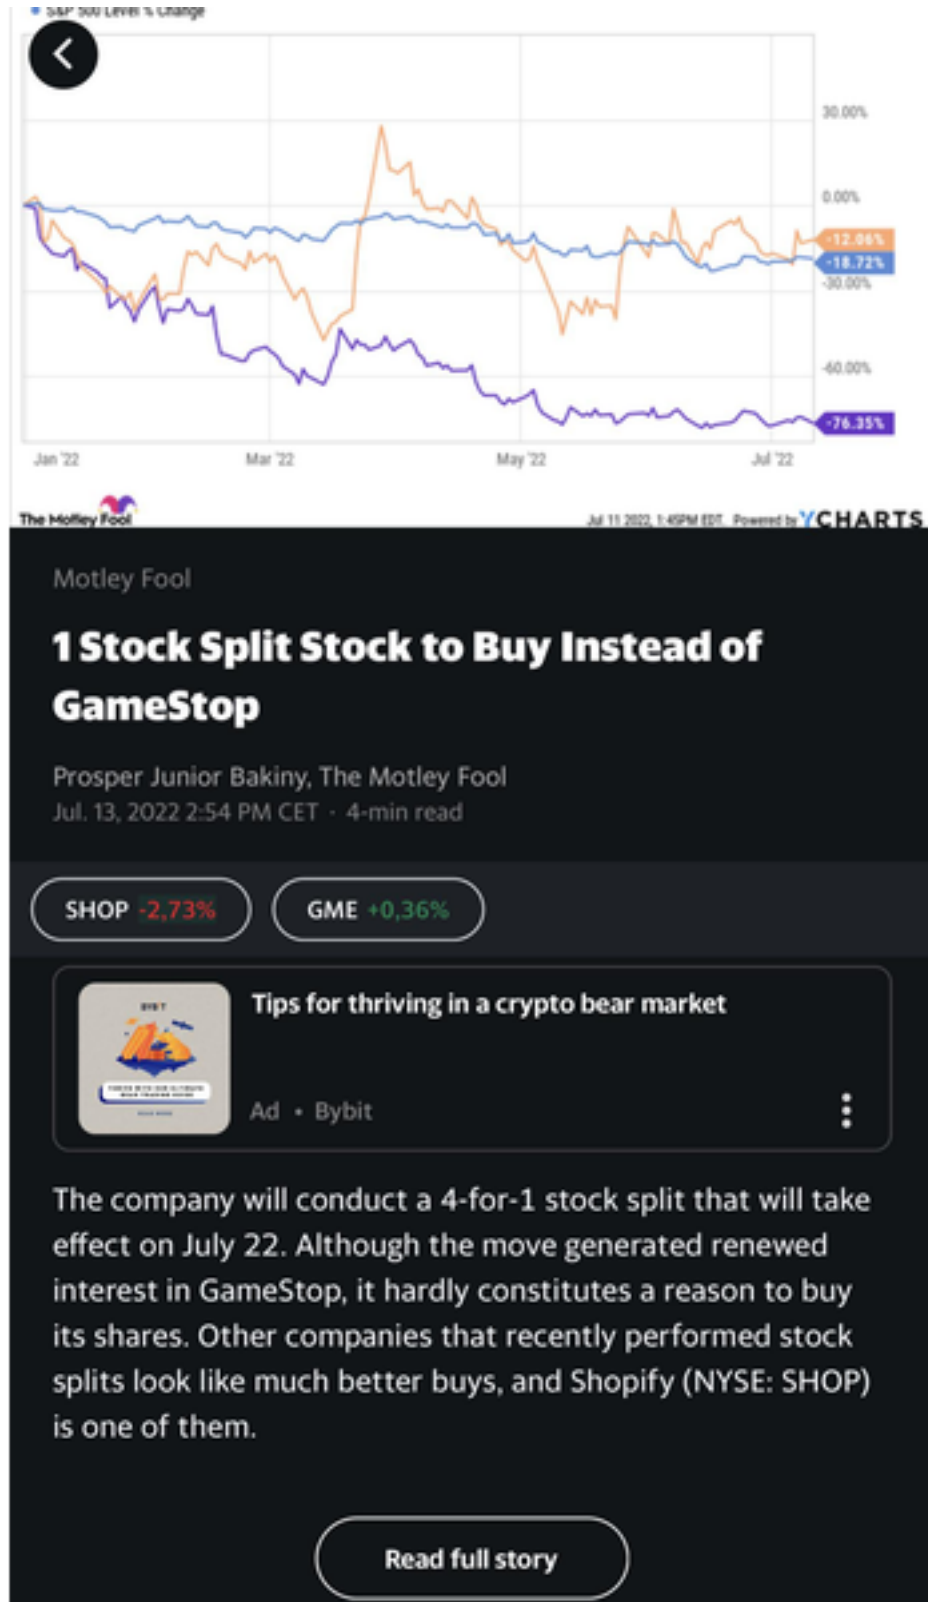 S&P 500 Level % Change
30.00%
0.00%
-12.06%
-18.72%
-30.00%
-60.00%
-76.35%
Jan '22
Mar '22
May '22
Jul '22
The Motley Fool
Jul 11 2022, 1:45PM EDT. Powered by YCHARTS
Motley Fool
1 Stock Split Stock to Buy Instead of
GameStop
Prosper Junior Bakiny, The Motley Fool
Jul. 13, 2022 2:54 PM CET · 4-min read
SHOP -2,73%
GME +0,36%
BYBIT
Tips for thriving in a crypto bear market
Ad • Bybit
The company will conduct a 4-for-1 stock split that will take
effect on July 22. Although the move generated renewed
interest in GameStop, it hardly constitutes a reason to buy
its shares. Other companies that recently performed stock
splits look like much better buys, and Shopify (NYSE: SHOP)
is one of them.
Read full story